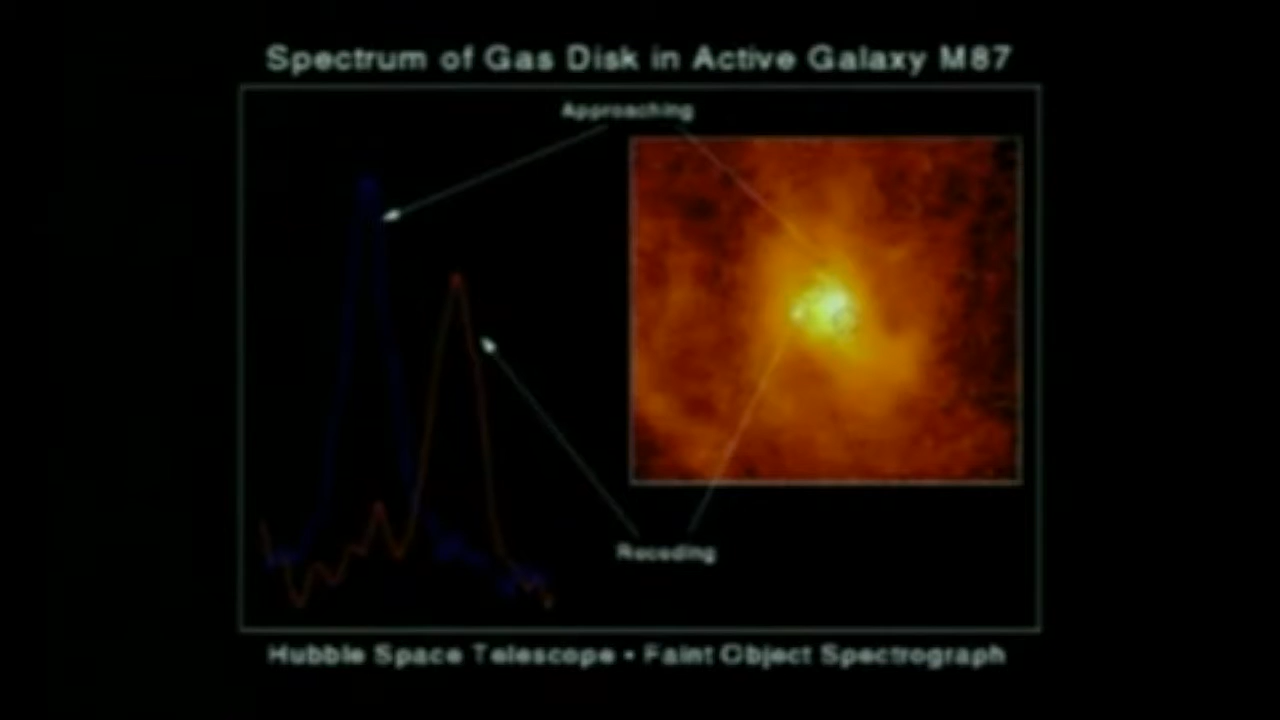 Spectrum of Gas Disk in Active Galaxy M87
Approaching
Receding
Hubble Space Telescope • Faint Object Spectrograph